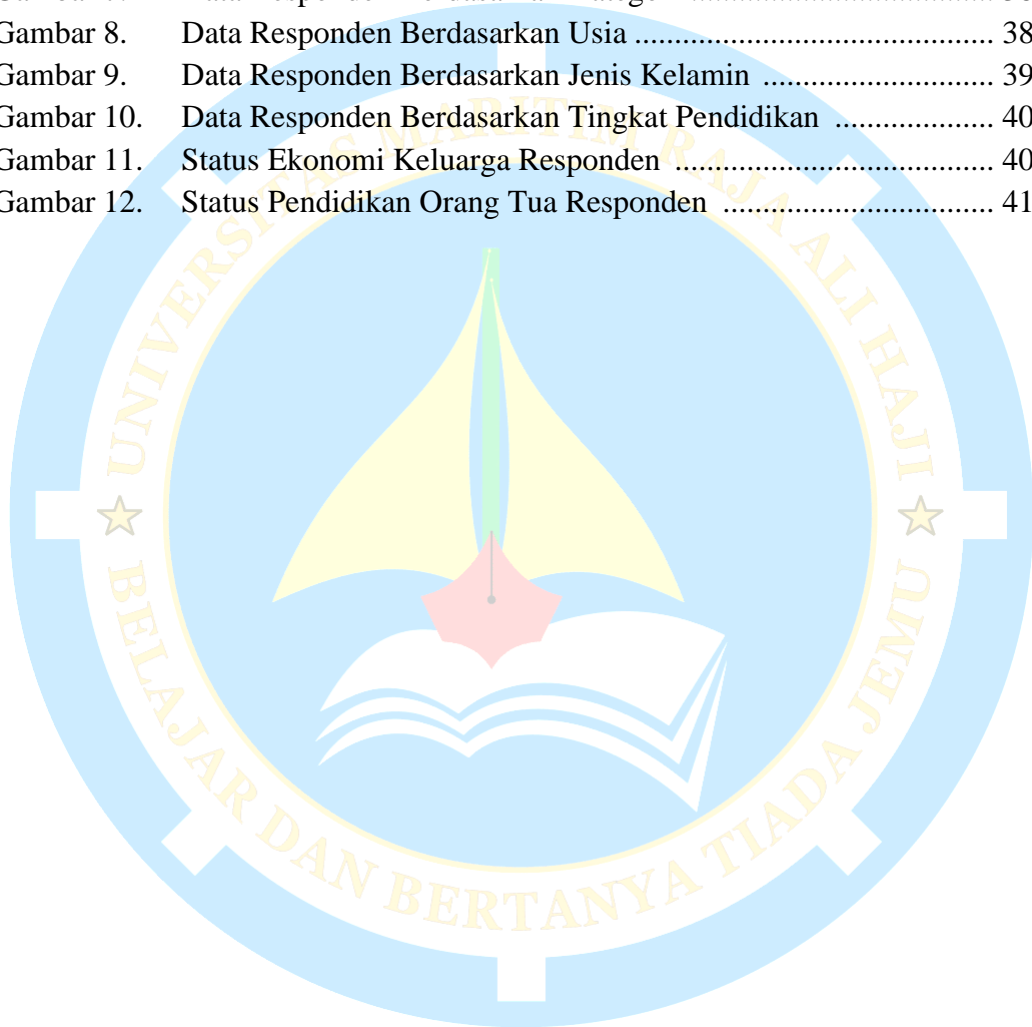 Gambar 8. Data Responden Berdasarkan Usia ............................................. 38
Gambar 9. Data Responden Berdasarkan Jenis Kelamin ............................. 39
Gambar 10. Data Responden Berdasarkan Tingkat Pendidikan .................... 40
Gambar 11. Status Ekonomi Keluarga Responden ........................................ 40
Gambar 12. Status Pendidikan Orang Tua Responden .................................. 41
UNIVERSITAS MARITIM RAJA ALI HAJI
BELAJAR DAN BERTANYA TIADA JEMU